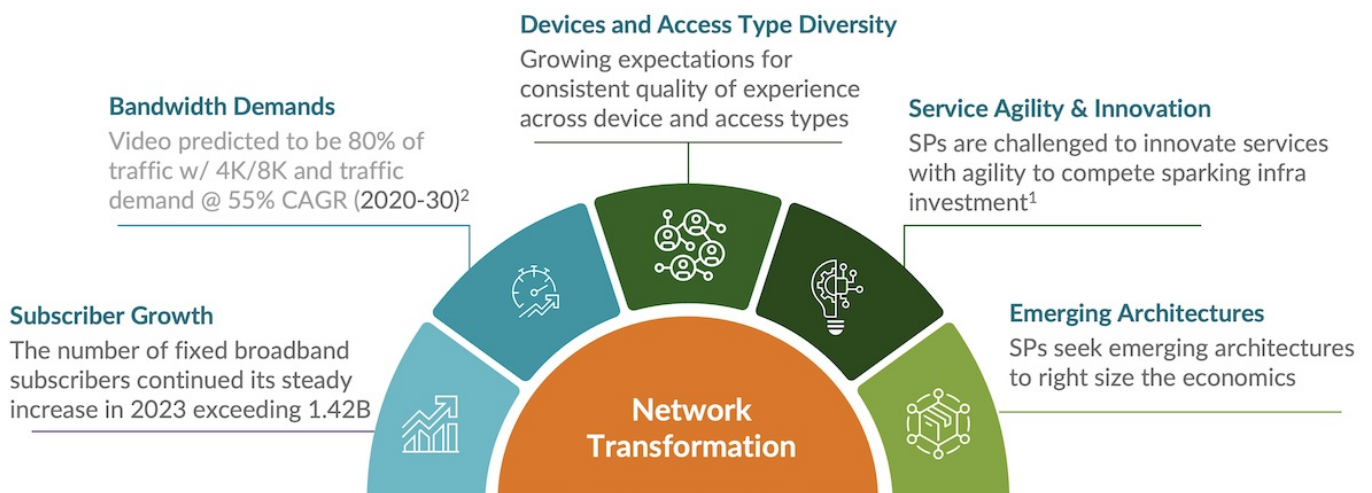 Devices and Access Type Diversity
Growing expectations for
consistent quality of experience
across device and access types
Bandwidth Demands
Video predicted to be 80% of
traffic w/ 4K/8K and traffic
demand @ 55% CAGR (2020-30)²
Service Agility & Innovation
SPs are challenged to innovate services
with agility to compete sparking infra
investment¹
Subscriber Growth
The number of fixed broadband
subscribers continued its steady
increase in 2023 exceeding 1.42B
Emerging Architectures
SPs seek emerging architectures
to right size the economics
Network
Transformation